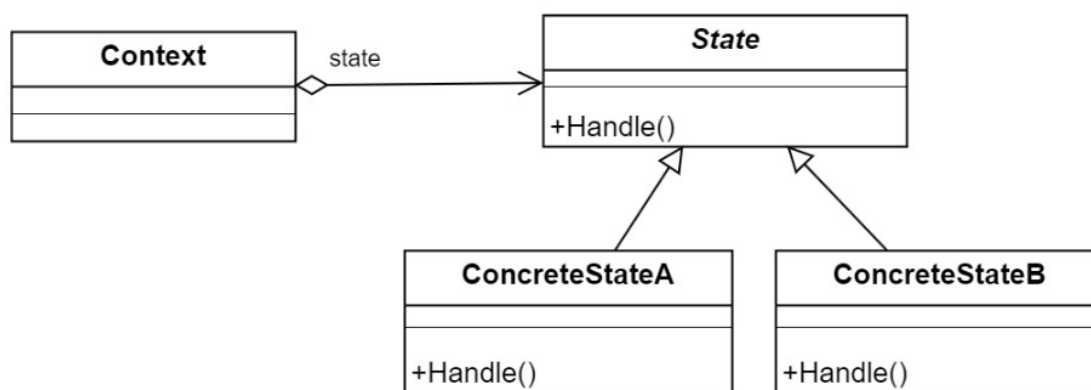 Context
state
State
+Handle()
ConcreteStateA
ConcreteStateB
+Handle()
+Handle()